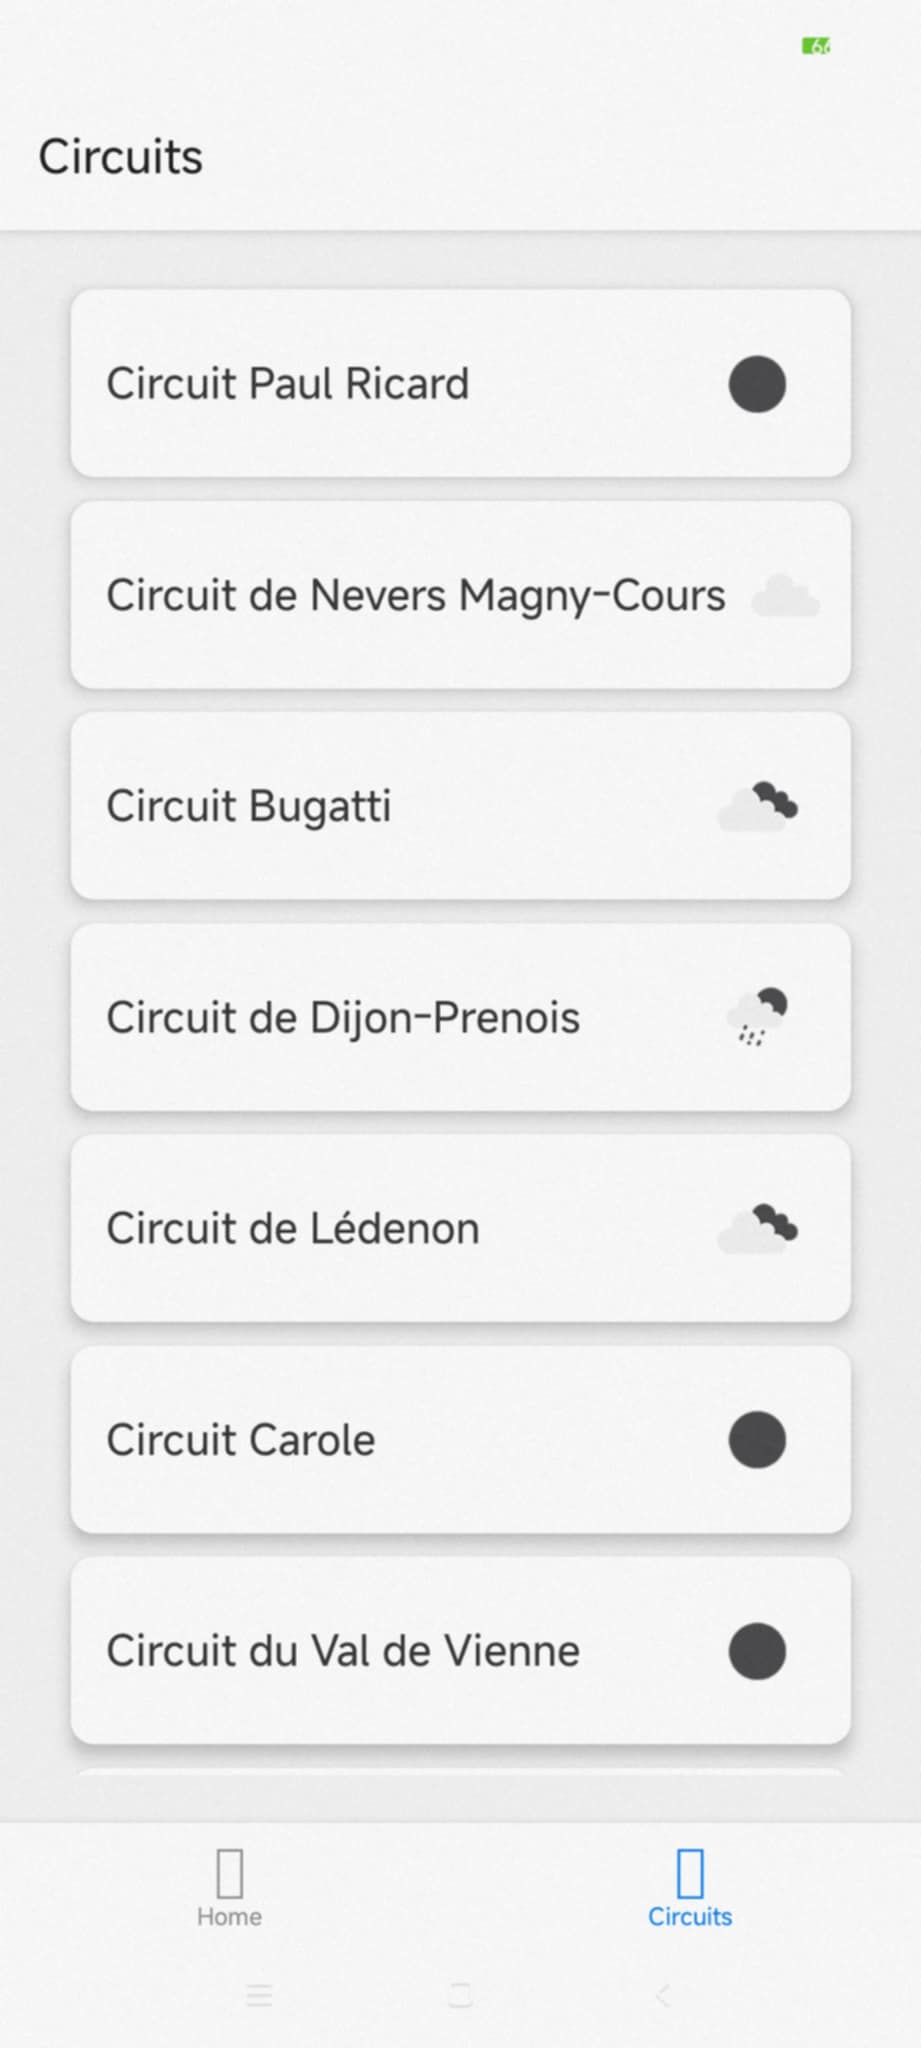 Circuits
Circuit Paul Ricard
Circuit de Nevers Magny-Cours
Circuit Bugatti
Circuit de Dijon-Prenois
Circuit de Lédenon
Circuit Carole
Circuit du Val de Vienne
Home
Circuits